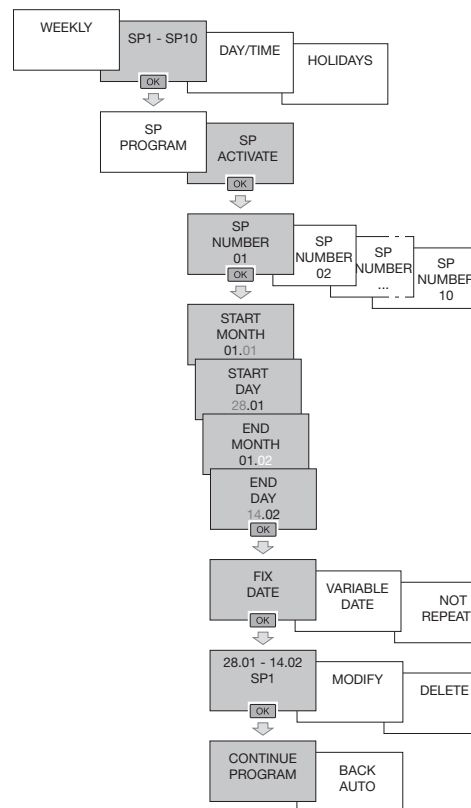 WEEKLY
SP1 - SP10
DAY/TIME
HOLIDAYS
OK
SP
PROGRAM
SP
ACTIVATE
OK
SP
NUMBER
01
OK
SP
NUMBER
02
SP
NUMBER
...
SP
NUMBER
10
START
MONTH
01.01
START
DAY
28.01
END
MONTH
01.02
END
DAY
14.02
OK
FIX
DATE
OK
VARIABLE
DATE
NOT
REPEAT
28.01 - 14.02
SP1
OK
MODIFY
DELETE
CONTINUE
PROGRAM
BACK
AUTO